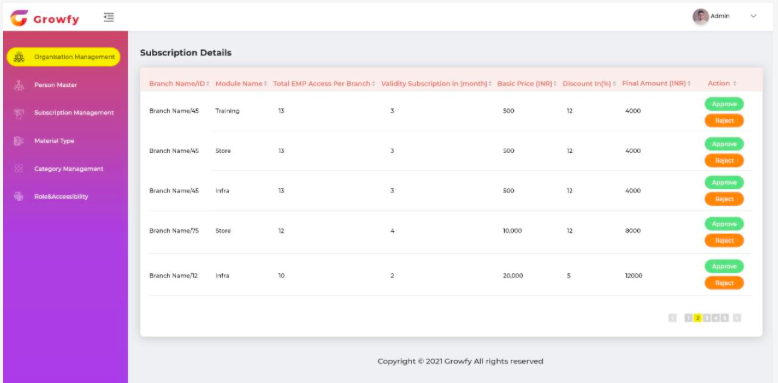 Growfy
Admin
Organisation Management
Person Master
Subscription Management
Material Type
Category Management
Role&Accessibility
Subscription Details
Branch Name/ID Module Name Total EMP Access Per Branch Validity Subscription in (month) Basic Price (INR) Discount In(%) Final Amount (INR) Action
Branch Name/45 Training 13 3 500 12 4000 Approve
Reject
Branch Name/45 Store 13 3 500 12 4000 Approve
Reject
Branch Name/45 Infra 13 3 500 12 4000 Approve
Reject
Branch Name/75 Store 12 4 10,000 12 8000 Approve
Reject
Branch Name/12 Infra 10 2 20,000 5 12000 Approve
Reject
1 2 3 4 5
Copyright © 2021 Growfy All rights reserved